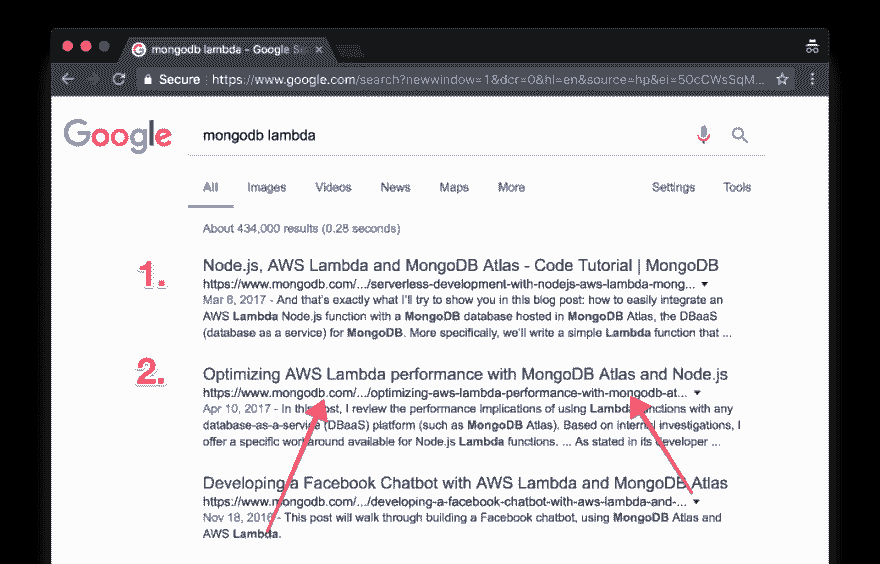 mongodb lambda - Google Se
Secure https://www.google.com/search?newwindow=1&dcr=0&hl=en&source=hp&ei=5OcCWsSqM...
Google
mongodb lambda
All Images Videos News Maps More Settings Tools
About 434,000 results (0.28 seconds)
1.
Node.js, AWS Lambda and MongoDB Atlas - Code Tutorial | MongoDB
https://www.mongodb.com/.../serverless-development-with-nodejs-aws-lambda-mong...
Mar 6, 2017 - And that's exactly what I'll try to show you in this blog post: how to easily integrate an
AWS Lambda Node.js function with a MongoDB database hosted in MongoDB Atlas, the DBaaS
(database as a service) for MongoDB. More specifically, we'll write a simple Lambda function that ...
2.
Optimizing AWS Lambda performance with MongoDB Atlas and Node.js
https://www.mongodb.com/.../optimizing-aws-lambda-performance-with-mongodb-at...
Apr 10, 2017 - In this post, I review the performance implications of using Lambda functions with any
database-as-a-service (DBaaS) platform (such as MongoDB Atlas). Based on internal investigations, I
offer a specific workaround available for Node.js Lambda functions. ... As stated in its developer ...
Developing a Facebook Chatbot with AWS Lambda and MongoDB Atlas
https://www.mongodb.com/.../developing-a-facebook-chatbot-with-aws-lambda-and-...
Nov 18, 2016 - This post will walk through building a Facebook chatbot, using MongoDB Atlas and
AWS Lambda.